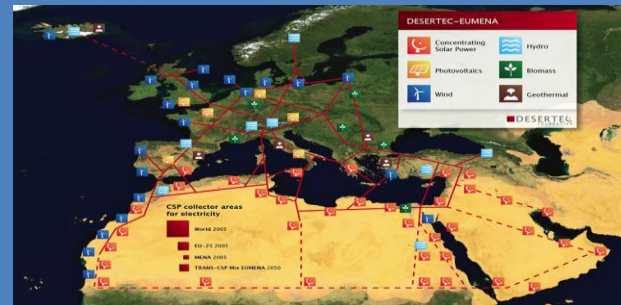 DESERTEC-EUMENA
Concentrating
Solar Power
Hydro
Photovoltaics
Biomass
Wind
Geothermal
DESERTEC
FOUNDATION
CSP collector areas
for electricity
World 2005
EU-25 2005
MENA 2005
TRANS-CSP Mix EUMENA 2050